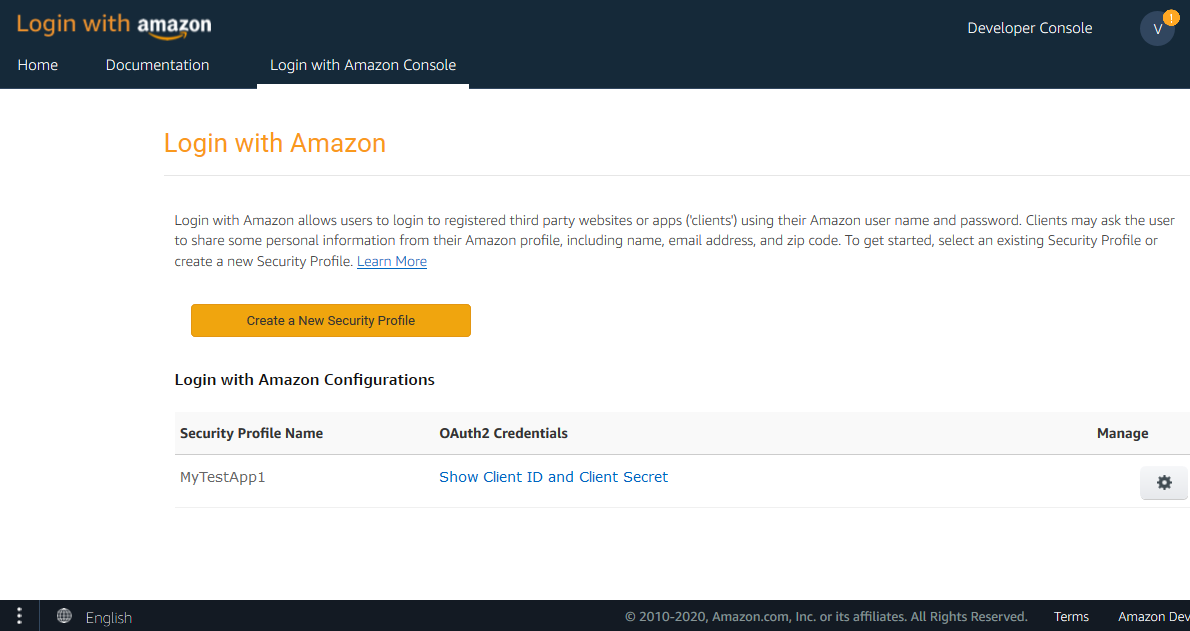 Login with amazon
Developer Console
V
1
Home
Documentation
Login with Amazon Console
Login with Amazon
Login with Amazon allows users to login to registered third party websites or apps ('clients') using their Amazon user name and password. Clients may ask the user
to share some personal information from their Amazon profile, including name, email address, and zip code. To get started, select an existing Security Profile or
create a new Security Profile. Learn More
Create a New Security Profile
Login with Amazon Configurations
Security Profile Name
OAuth2 Credentials
Manage
MyTestApp1
Show Client ID and Client Secret
English
© 2010-2020, Amazon.com, Inc. or its affiliates. All Rights Reserved.
Terms
Amazon Dev